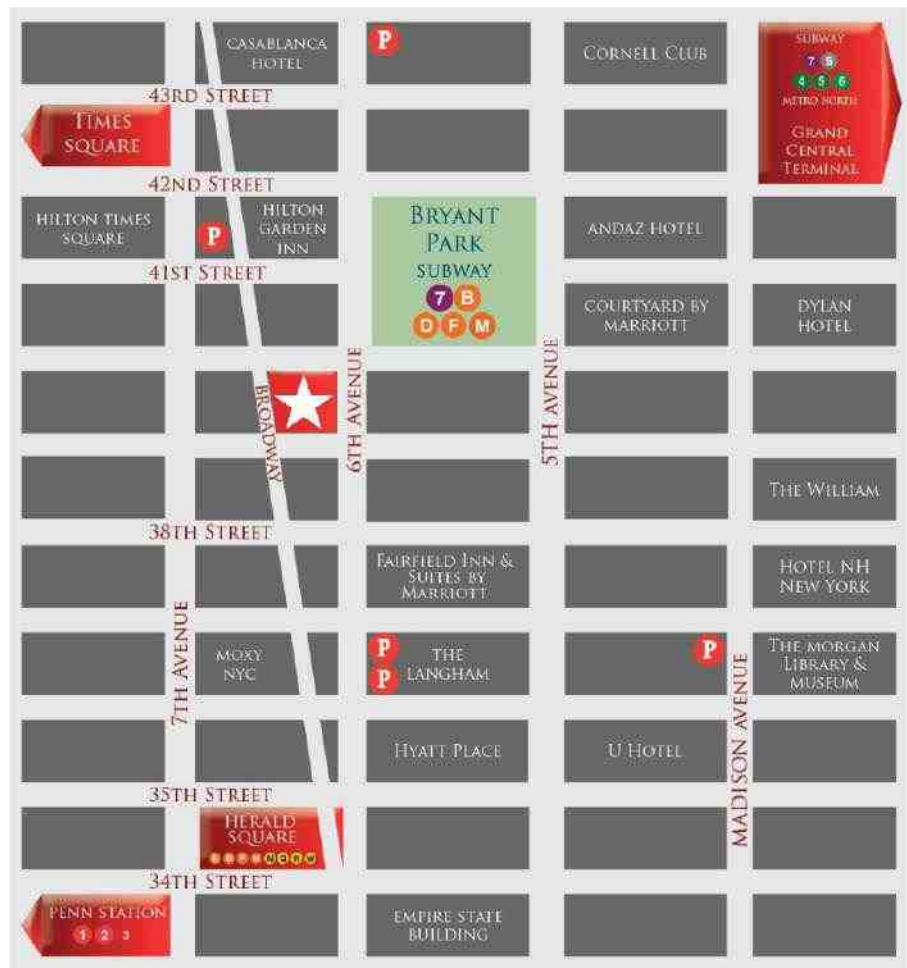 CASABLANCA
HOTEL
P
CORNELL CLUB
SUBWAY
7 S
4 5 6
METRO NORTH
GRAND
CENTRAL
TERMINAL
43RD STREET
TIMES
SQUARE
42ND STREET
HILTON TIMES
SQUARE
P
HILTON
GARDEN
INN
BRYANT
PARK
SUBWAY
7 B
D F M
ANDAZ HOTEL
41ST STREET
COURTYARD BY
MARRIOTT
DYLAN
HOTEL
BROADWAY
6TH AVENUE
5TH AVENUE
THE WILLIAM
38TH STREET
FAIRFIELD INN &
SUITES BY
MARRIOTT
HOTEL NH
NEW YORK
7TH AVENUE
MOXY
NYC
P
P
THE
LANGHAM
P
THE MORGAN
LIBRARY &
MUSEUM
MADISON AVENUE
HYATT PLACE
U HOTEL
35TH STREET
HERALD
SQUARE
B D F M N Q R W
34TH STREET
PENN STATION
1 2 3
EMPIRE STATE
BUILDING